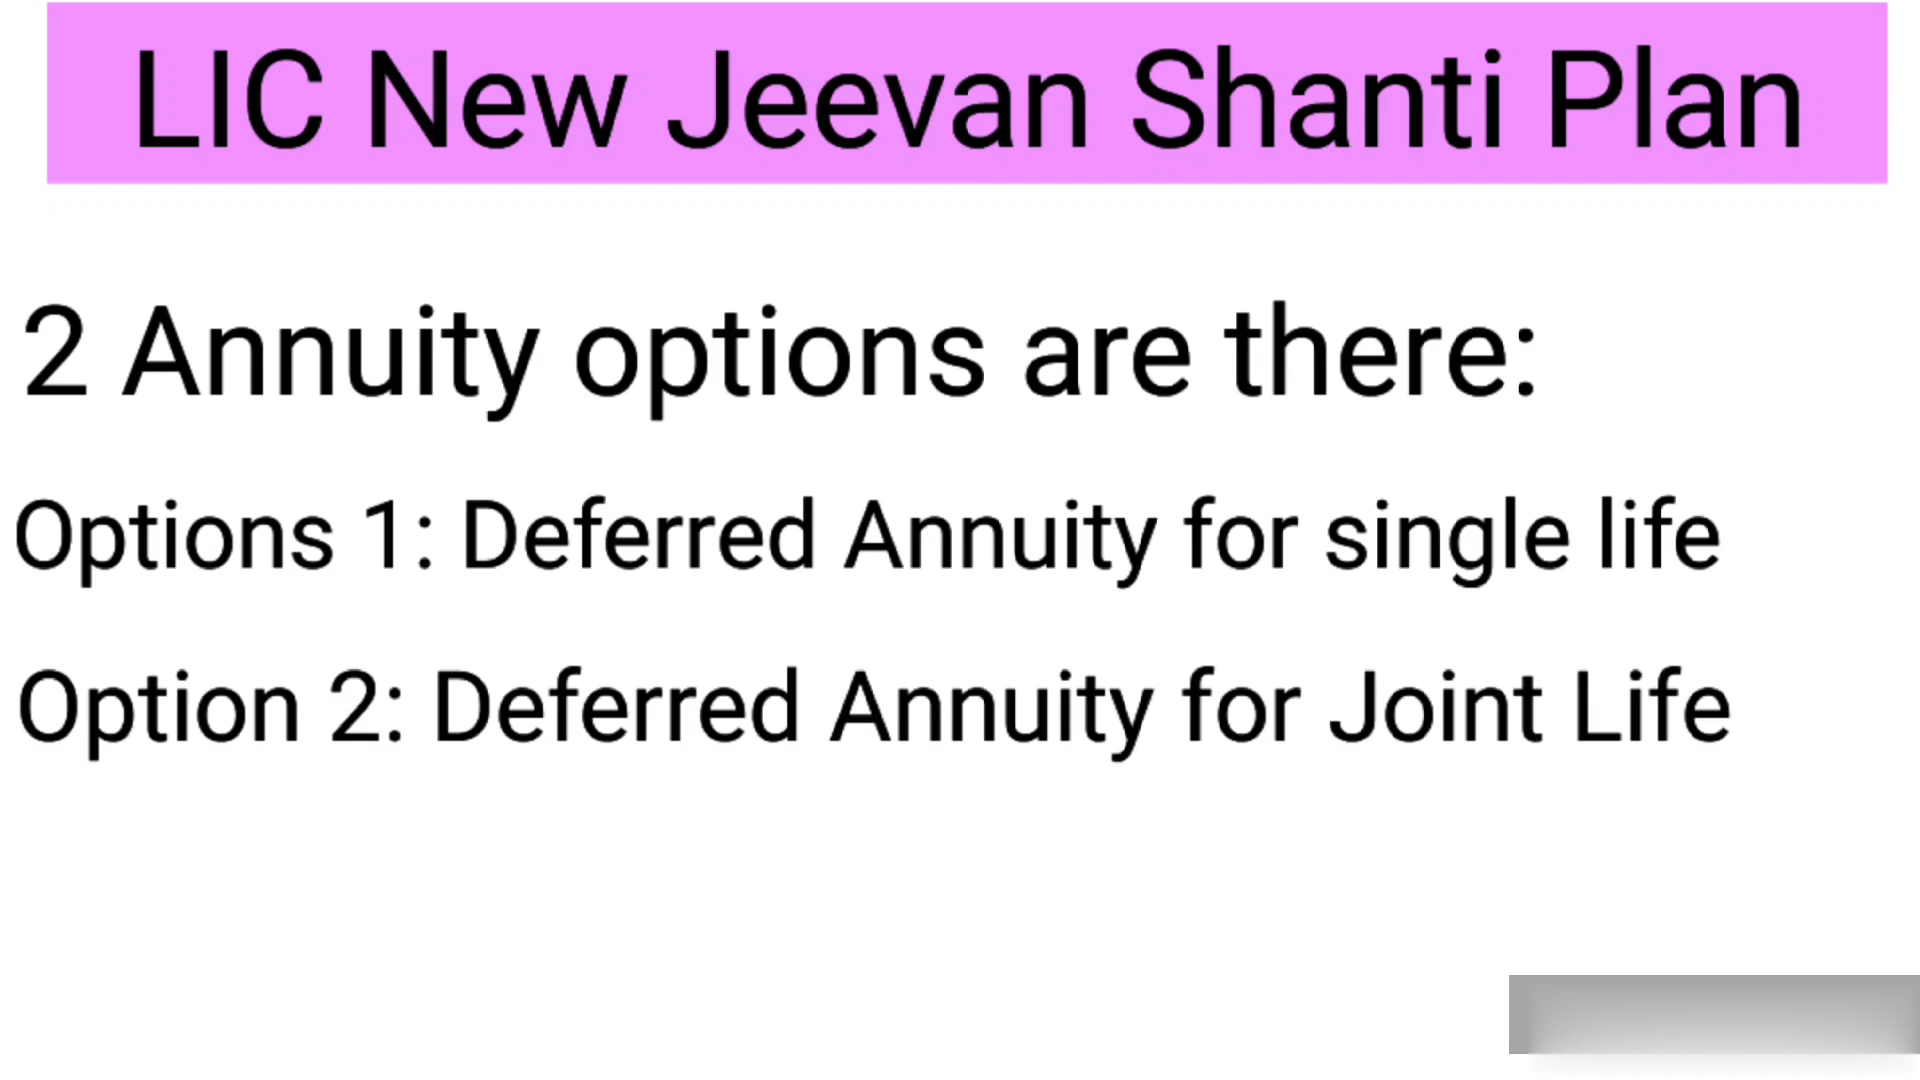 LIC New Jeevan Shanti Plan
2 Annuity options are there:
Options 1: Deferred Annuity for single life
Option 2: Deferred Annuity for Joint Life